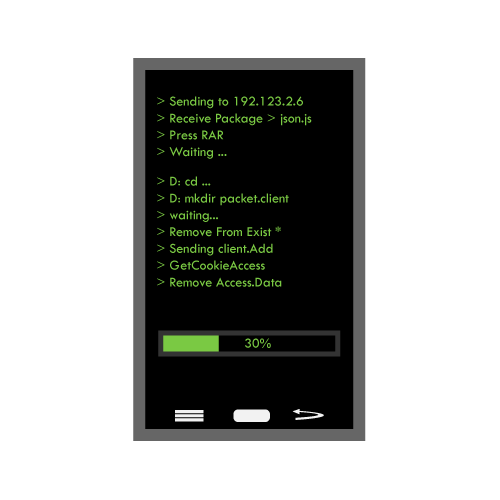 > Sending to 192.123.2.6
> Receive Package > json.js
> Press RAR
> Waiting ...
> D: cd ...
> D: mkdir packet.client
> waiting...
> Remove From Exist *
> Sending client.Add
> GetCookieAccess
> Remove Access.Data
30%